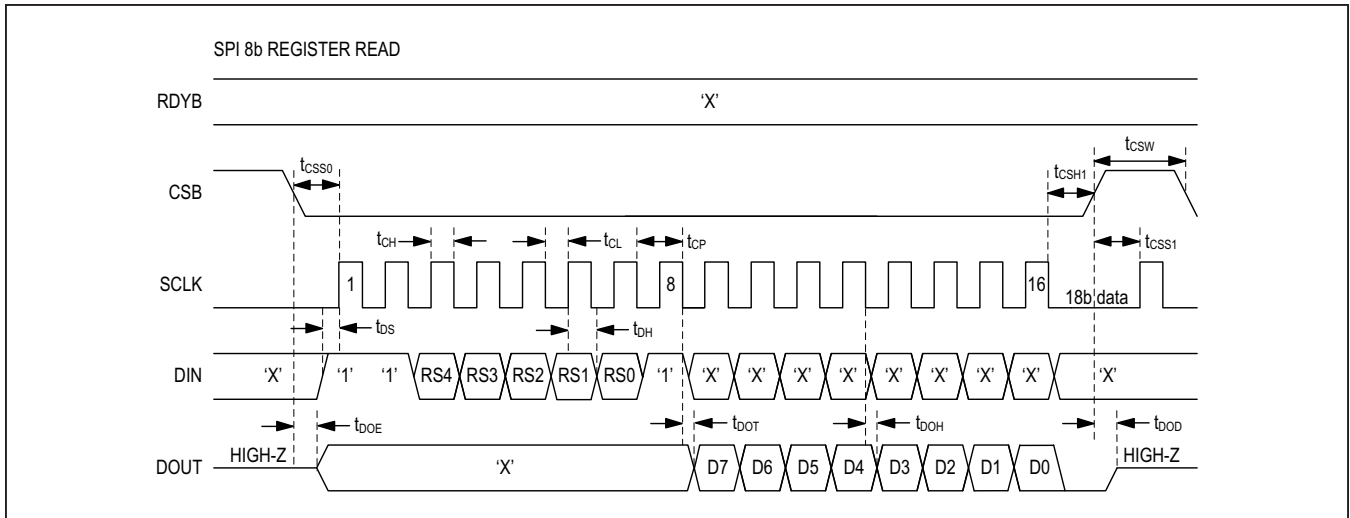 SPI 8b REGISTER READ
RDYB 'X'
tCSW
tCSS0 tCSH1
CSB
tCH tCL tCP tCSS1
SCLK 1 8 16 18b data
tDS tDH
DIN 'X' '1' '1' RS4 RS3 RS2 RS1 RS0 '1' 'X' 'X' 'X' 'X' 'X' 'X' 'X' 'X' 'X'
tDOE tDOT tDOH tDOD
HIGH-Z HIGH-Z
DOUT 'X' D7 D6 D5 D4 D3 D2 D1 D0